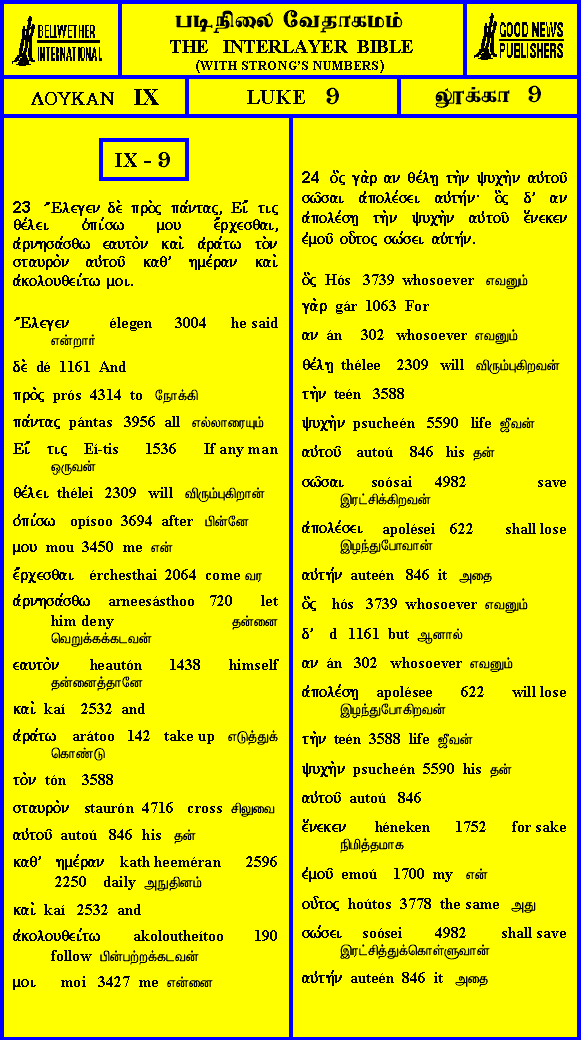 BELLWETHER
INTERNATIONAL
படிநிலை வேதாகமம்
THE INTERLAYER BIBLE
(WITH STRONG'S NUMBERS)
GOOD NEWS
PUBLISHERS
ΛΟΥΚΑΝ IX
LUKE 9
லூக்கா 9
IX - 9
23 Ἔλεγεν δὲ πρὸς πάντας, Εἴ τις
θέλει ὀπίσω μου ἔρχεσθαι,
ἀρνησάσθω εαυτὸν καὶ ἀράτω τὸν
σταυρὸν αὐτοῦ καθ' ημέραν καὶ
ἀκολουθείτω μοι.
Ἔλεγεν élegen 3004 he said
என்றார்
δὲ dé 1161 And
πρὸς prós 4314 to நோக்கி
πάντας pántas 3956 all எல்லாரையும்
Εἴ τις Eí-tis 1536 If any man
ஒருவன்
θέλει thélei 2309 will விரும்புகிறான்
ὀπίσω opísoo 3694 after பின்னே
μου mou 3450 me என்
ἔρχεσθαι érchesthai 2064 come வர
ἀρνησάσθω arneesásthoo 720 let
him deny தன்னை
வெறுக்கக்கடவன்
εαυτὸν heautón 1438 himself
தன்னைத்தானே
καὶ kaí 2532 and
ἀράτω arátoo 142 take up எடுத்துக்
கொண்டு
τὸν tón 3588
σταυρὸν staurón 4716 cross சிலுவை
αὐτοῦ autoú 846 his தன்
καθ' ημέραν kath heeméran 2596
2250 daily அநுதினம்
καὶ kaí 2532 and
ἀκολουθείτω akoloutheítoo 190
follow பின்பற்றக்கடவன்
μοι moi 3427 me என்னை
24 ὃς γὰρ αν θέλῃ τὴν ψυχὴν αὐτοῦ
σῶσαι ἀπολέσει αὐτήν· ὃς δ' αν
ἀπολέσῃ τὴν ψυχὴν αὐτοῦ ἕνεκεν
ἐμοῦ οὗτος σώσει αὐτήν.
ὃς Hós 3739 whosoever எவனும்
γὰρ gár 1063 For
αν án 302 whosoever எவனும்
θέλῃ thélee 2309 will விரும்புகிறவன்
τὴν teén 3588
ψυχὴν psucheén 5590 life ஜீவன்
αὐτοῦ autoú 846 his தன்
σῶσαι soósai 4982 save
இரட்சிக்கிறவன்
ἀπολέσει apolései 622 shall lose
இழந்துபோவான்
αὐτήν auteén 846 it அதை
ὃς hós 3739 whosoever எவனும்
δ' d 1161 but ஆனால்
αν án 302 whosoever எவனும்
ἀπολέσῃ apolésee 622 will lose
இழந்துபோகிறவன்
τὴν teén 3588 life ஜீவன்
ψυχὴν psucheén 5590 his தன்
αὐτοῦ autoú 846
ἕνεκεν héneken 1752 for sake
நிமித்தமாக
ἐμοῦ emoú 1700 my என்
οὗτος hoútos 3778 the same அது
σώσει soósei 4982 shall save
இரட்சித்துக்கொள்ளுவான்
αὐτήν auteén 846 it அதை